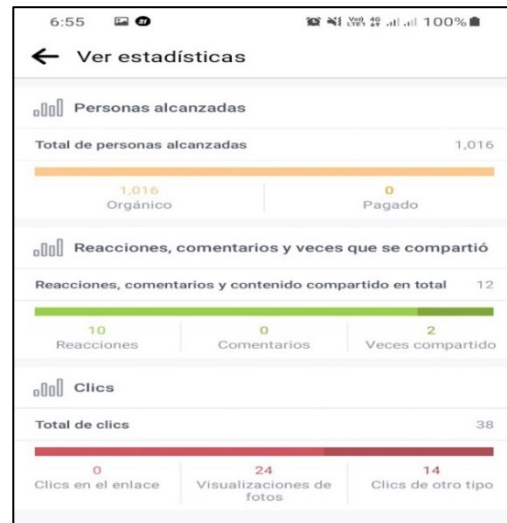 6:55 100%
Ver estadísticas
Personas alcanzadas
Total de personas alcanzadas 1,016
1,016 0
Orgánico Pagado
Reacciones, comentarios y veces que se compartió
Reacciones, comentarios y contenido compartido en total 12
10 0 2
Reacciones Comentarios Veces compartido
Clics
Total de clics 38
0 24 14
Clics en el enlace Visualizaciones de fotos Clics de otro tipo